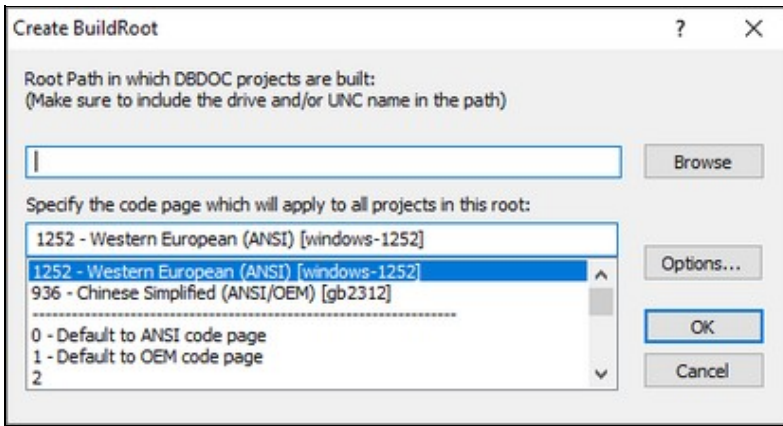 Create BuildRoot
?
Root Path in which DBDOC projects are built:
(Make sure to include the drive and/or UNC name in the path)
Browse
Specify the code page which will apply to all projects in this root:
1252 - Western European (ANSI) [windows-1252]
1252 - Western European (ANSI) [windows-1252]
936 - Chinese Simplified (ANSI/OEM) [gb2312]
------------------------------------------------------------
0 - Default to ANSI code page
1 - Default to OEM code page
2
Options...
OK
Cancel